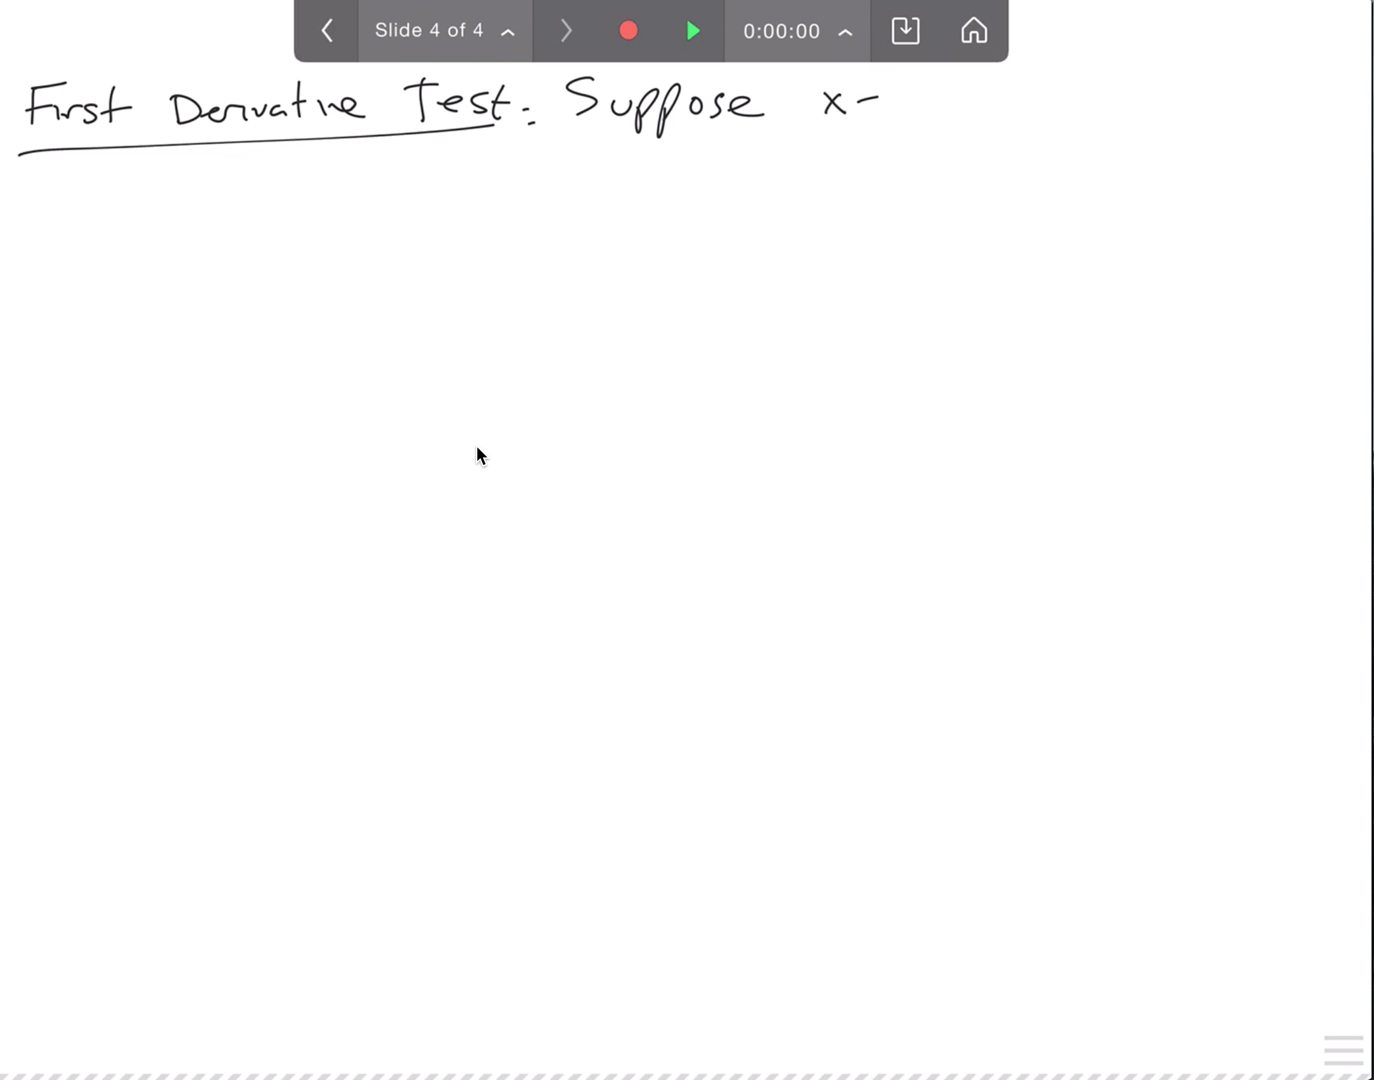 Slide 4 of 4 0:00:00
First Derivative Test: Suppose x-